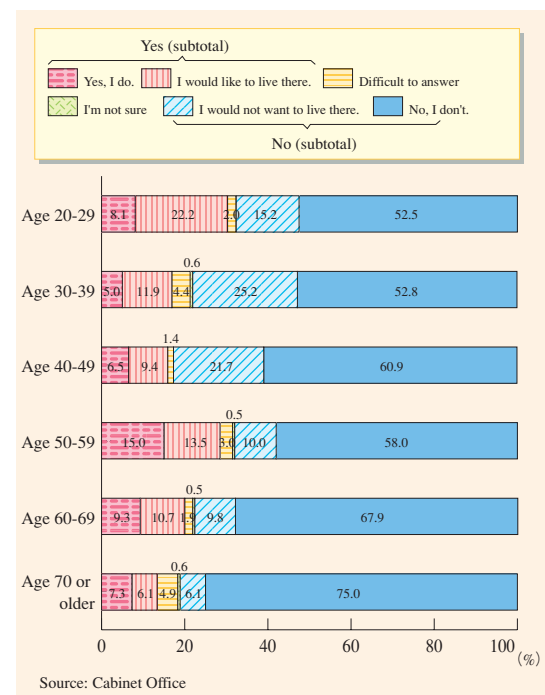 Yes (subtotal)
Yes, I do. I would like to live there. Difficult to answer
I'm not sure I would not want to live there. No, I don't.
No (subtotal)
Age 20-29 8.1 22.2 2.0 15.2 52.5
0.6
Age 30-39 5.0 11.9 4.4 25.2 52.8
1.4
Age 40-49 6.5 9.4 21.7 60.9
0.5
Age 50-59 15.0 13.5 3.0 10.0 58.0
0.5
Age 60-69 9.3 10.7 1.9 9.8 67.9
0.6
Age 70 or
older 7.3 6.1 4.9 6.1 75.0
0 20 40 60 80 100
(%)
Source: Cabinet Office